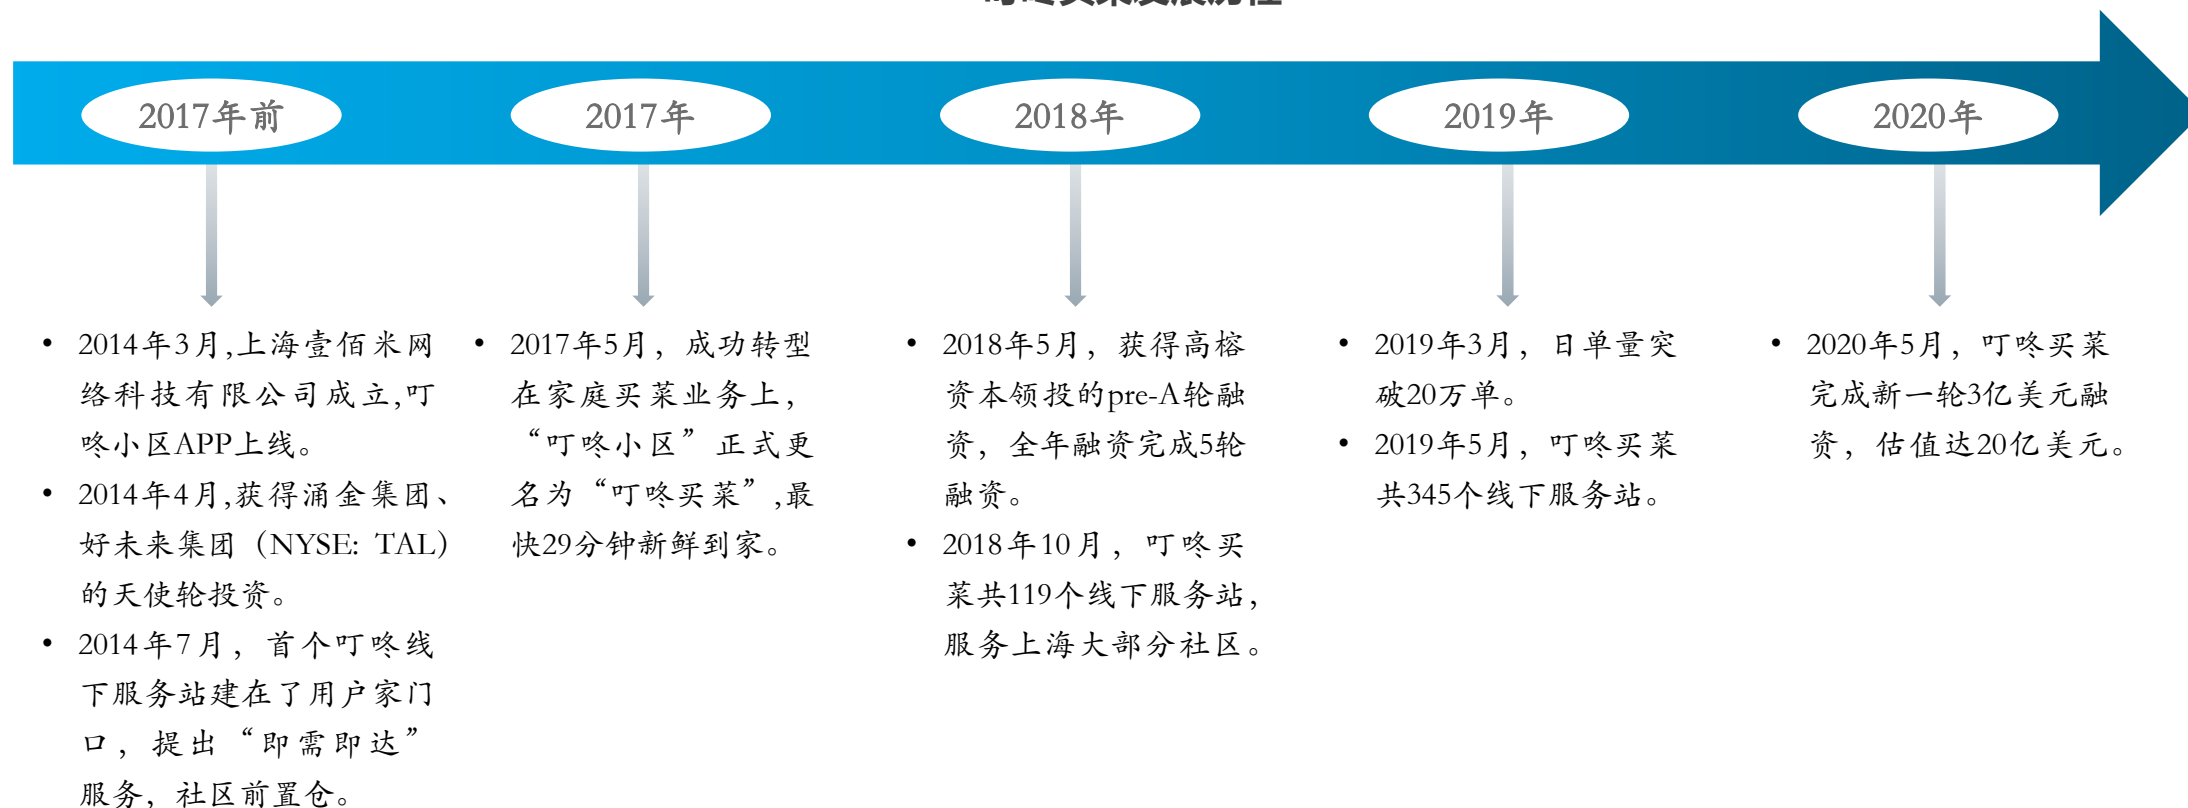 叮咚买菜发展历程
2017年前
2017年
2018年
2019年
2020年
• 2014年3月,上海壹佰米网
络科技有限公司成立,叮
咚小区APP上线。
• 2014年4月,获得涌金集团、
好未来集团（NYSE: TAL）
的天使轮投资。
• 2014年7月，首个叮咚线
下服务站建在了用户家门
口，提出“即需即达”
服务，社区前置仓。
• 2017年5月，成功转型
在家庭买菜业务上，
“叮咚小区”正式更
名为“叮咚买菜”,最
快29分钟新鲜到家。
• 2018年5月，获得高榕
资本领投的pre-A轮融
资，全年融资完成5轮
融资。
• 2018年10月，叮咚买
菜共119个线下服务站，
服务上海大部分社区。
• 2019年3月，日单量突
破20万单。
• 2019年5月，叮咚买菜
共345个线下服务站。
• 2020年5月，叮咚买菜
完成新一轮3亿美元融
资，估值达20亿美元。